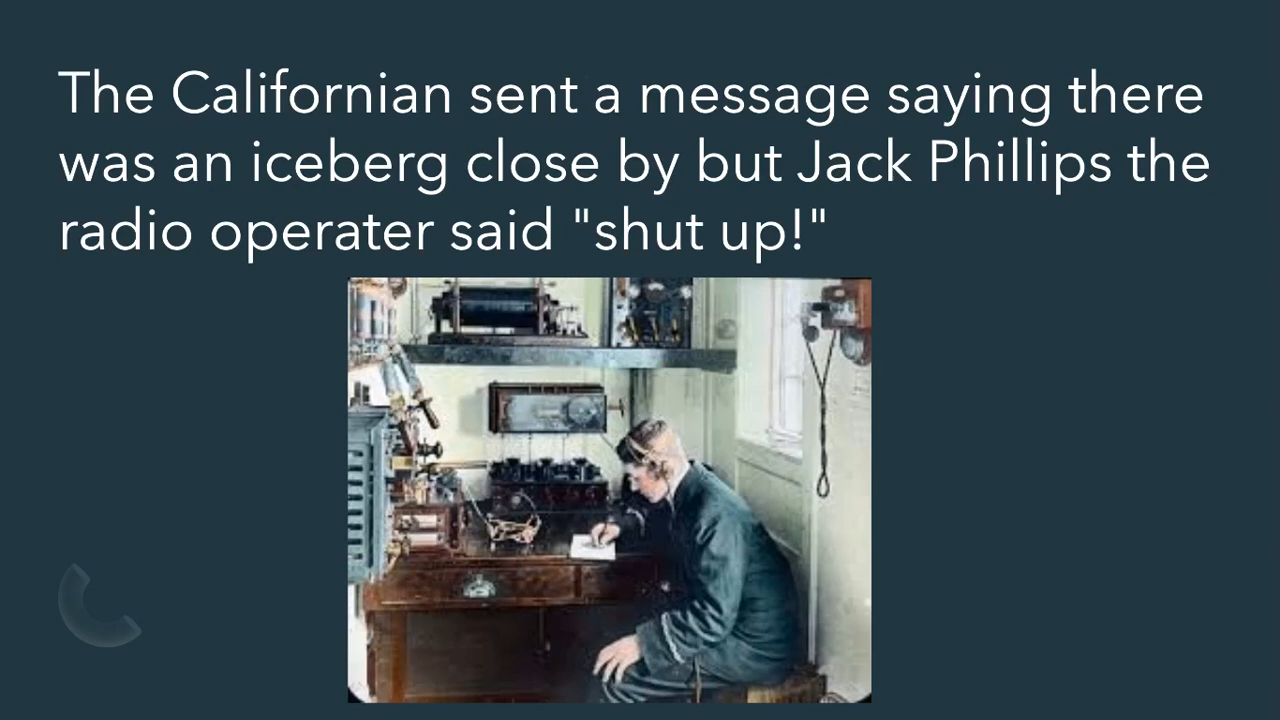 The Californian sent a message saying there
was an iceberg close by but Jack Phillips the
radio operater said "shut up!"